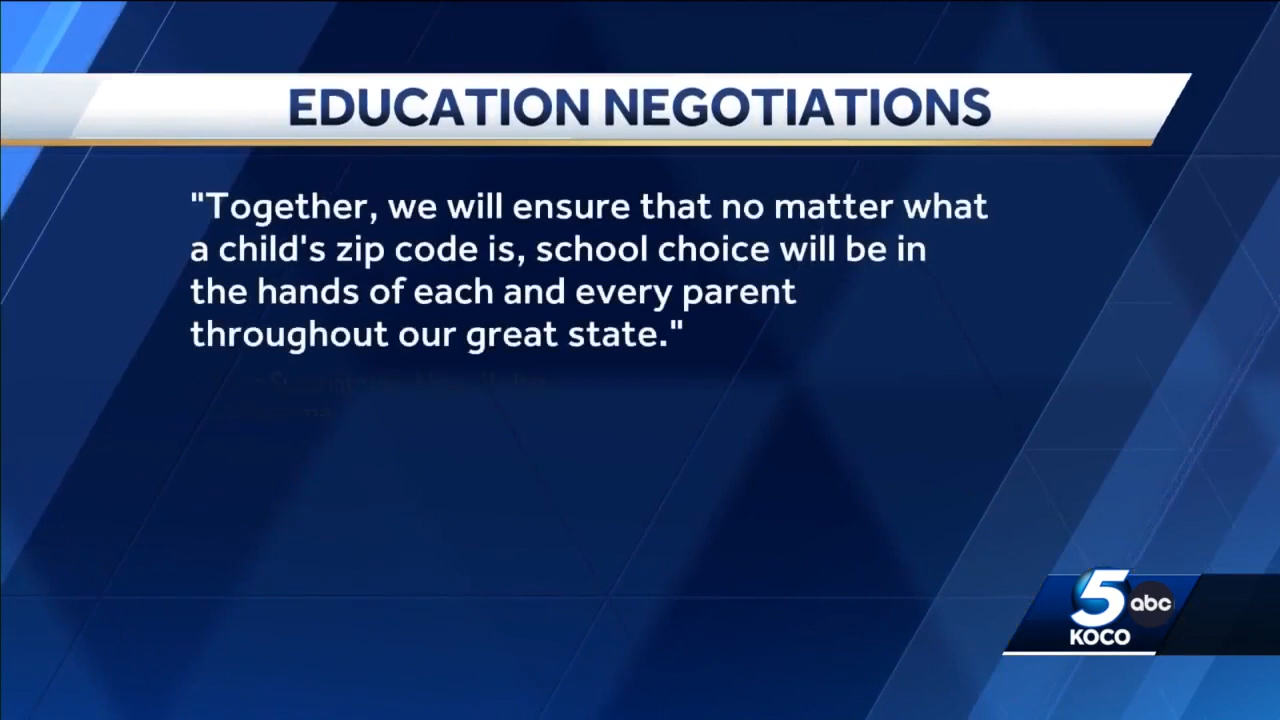 EDUCATION NEGOTIATIONS
"Together, we will ensure that no matter what
a child's zip code is, school choice will be in
the hands of each and every parent
throughout our great state."
5 abc
KOCO